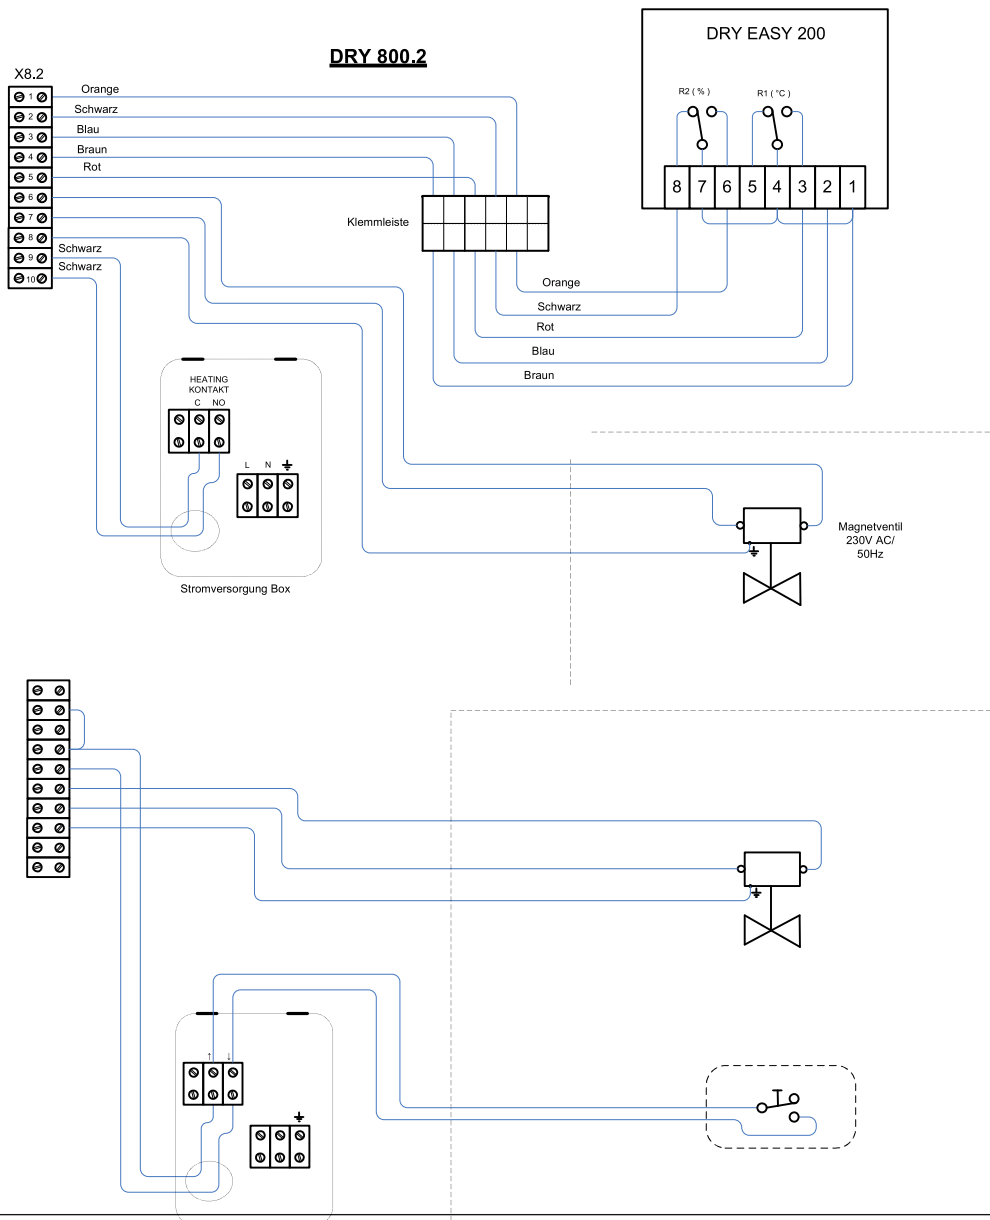 DRY 800.2
DRY EASY 200
X8.2
1
2
3
4
5
6
7
8
9
10
Orange
Schwarz
Blau
Braun
Rot
Schwarz
Schwarz
R2 ( % )
R1 ( °C )
8 7 6 5 4 3 2 1
Klemmleiste
Orange
Schwarz
Rot
Blau
Braun
HEATING
KONTAKT
C NO
L N
Stromversorgung Box
Magnetventil
230V AC/
50Hz
↑ ↓